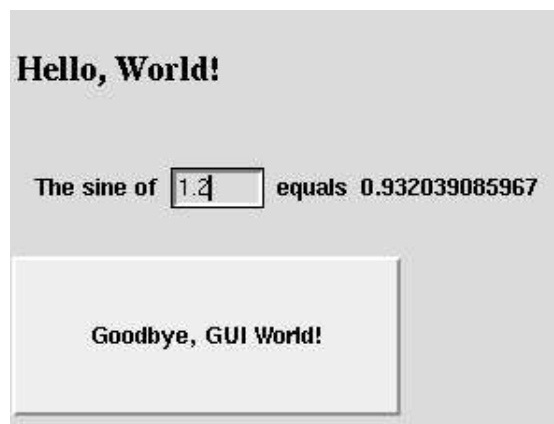 Hello, World!
The sine of 1.2 equals 0.932039085967
Goodbye, GUI World!